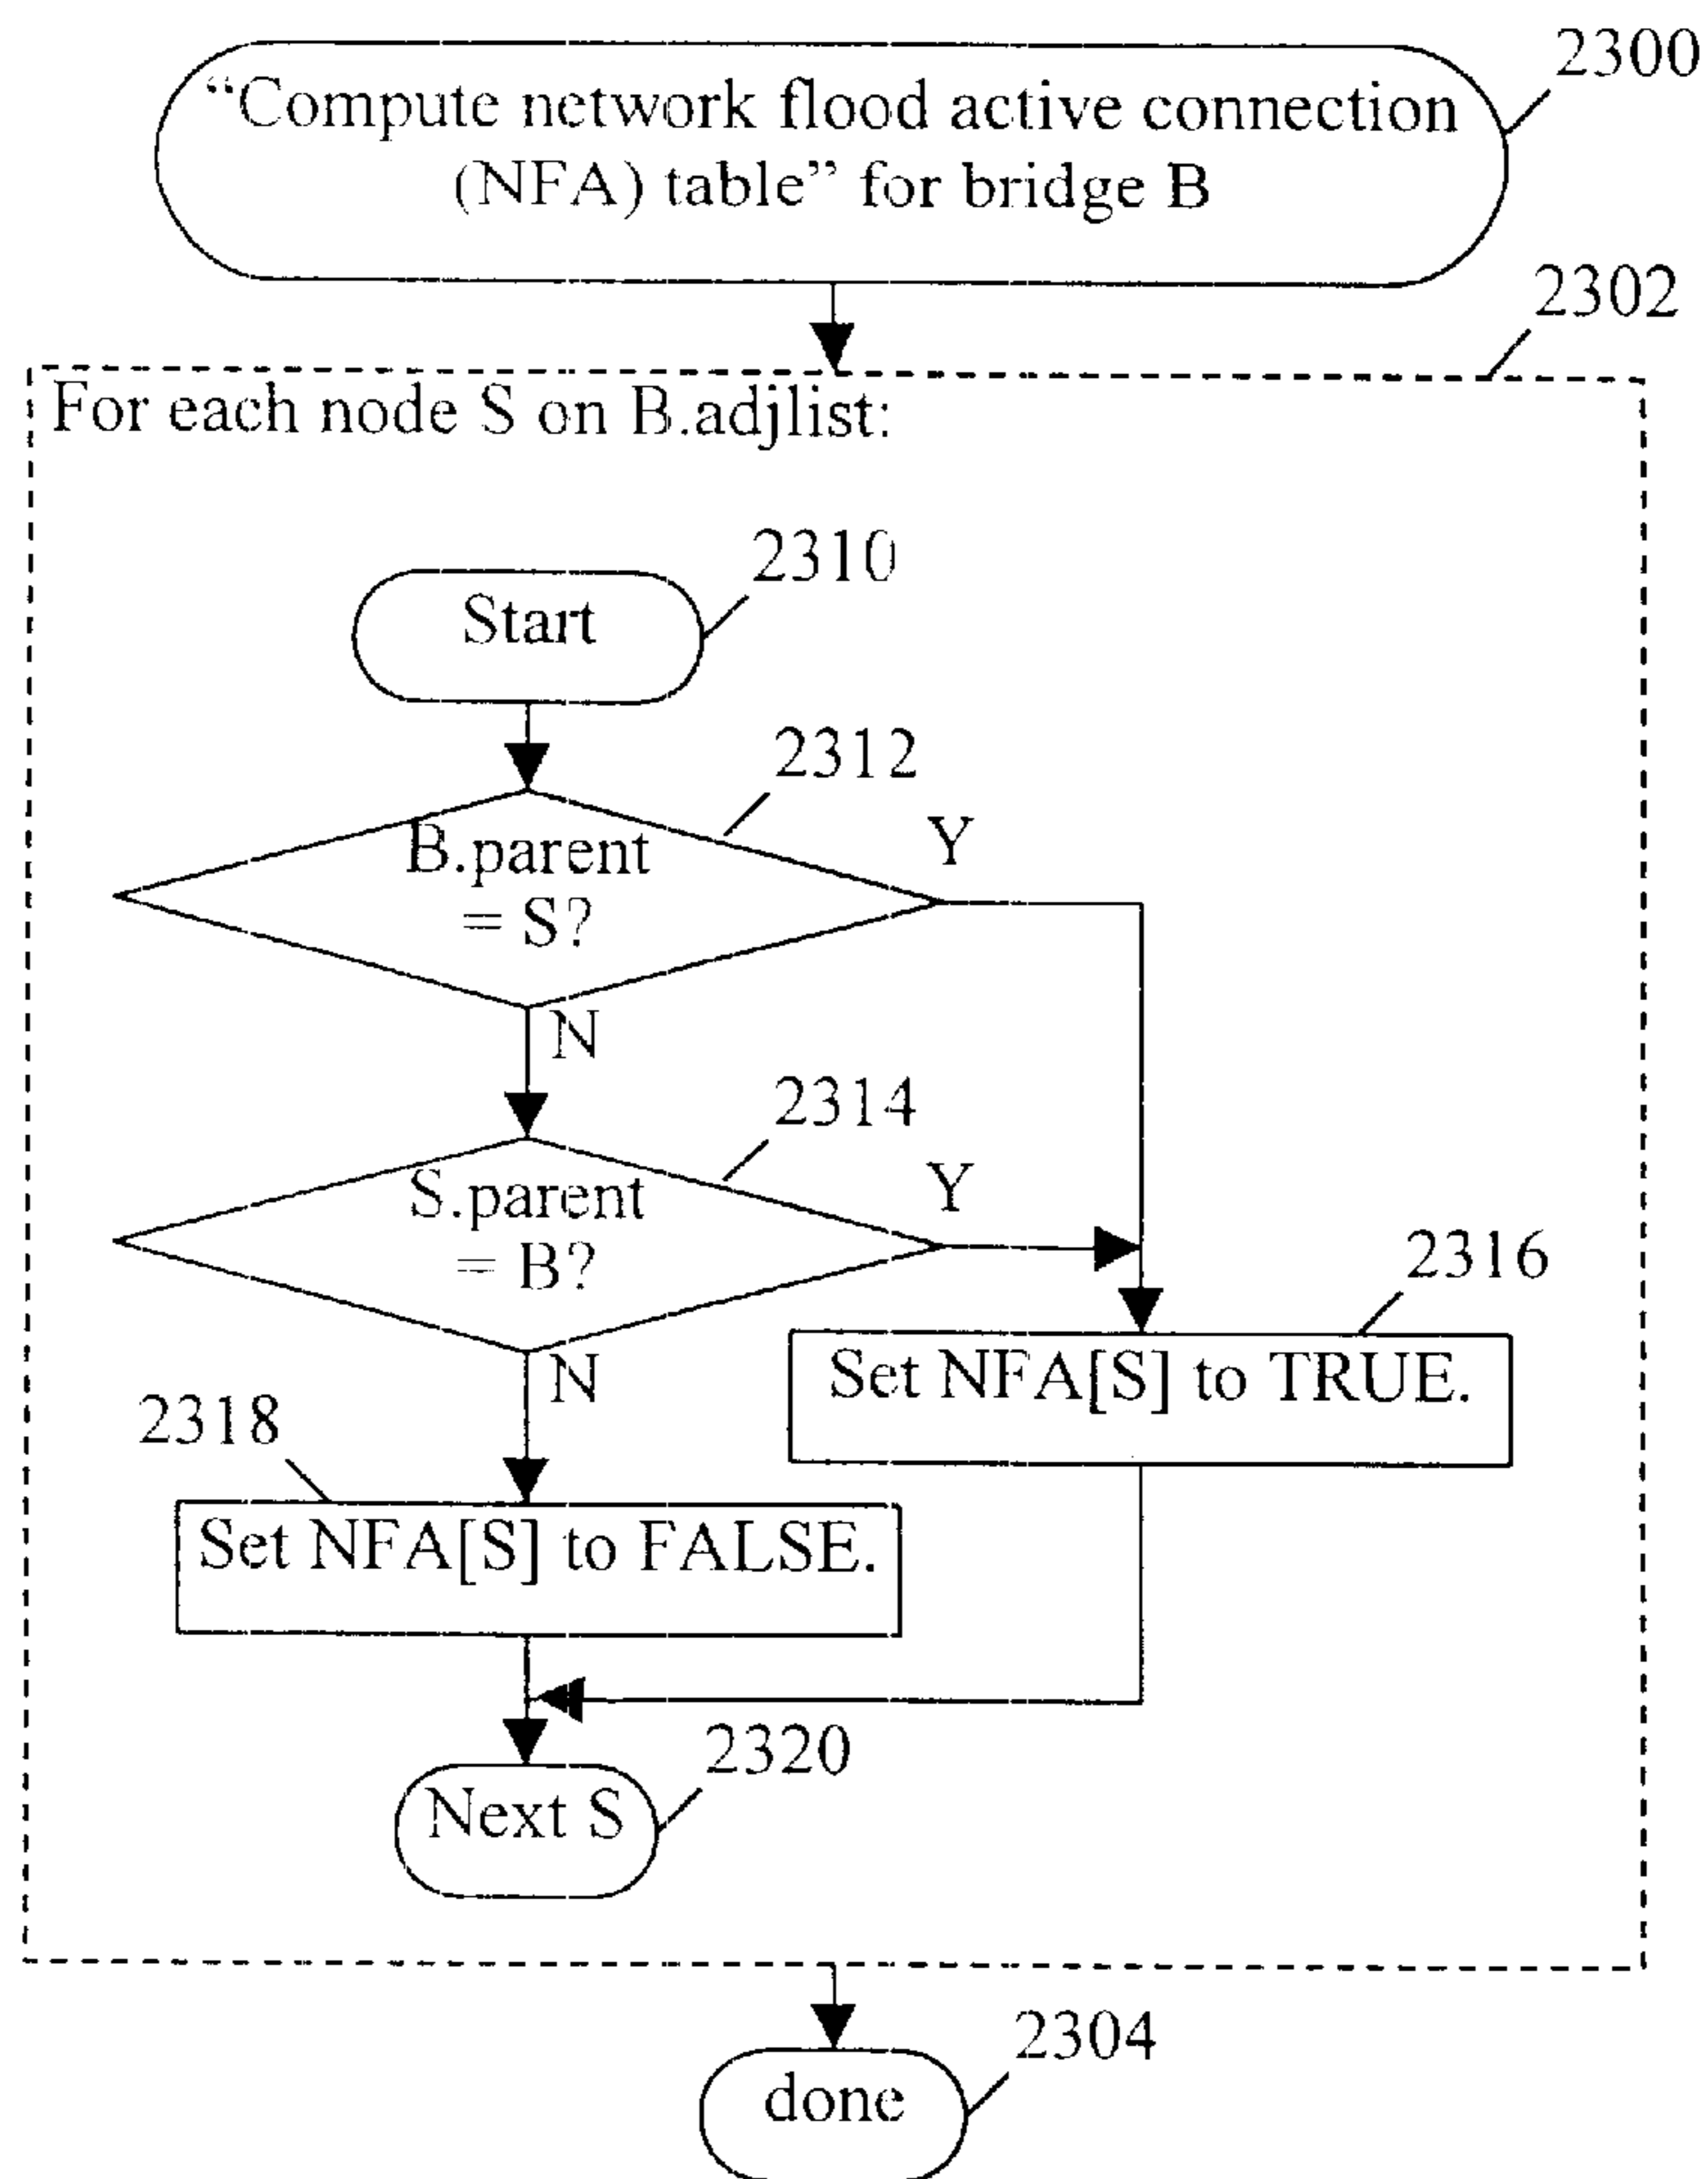 2300
“Compute network flood active connection
(NFA) table” for bridge B
2302
For each node S on B.adjlist:
2310
Start
2312
B.parent
= S?
Y
N
2314
S.parent
= B?
Y
N
2316
Set NFA[S] to TRUE.
2318
Set NFA[S] to FALSE.
2320
Next S
2304
done